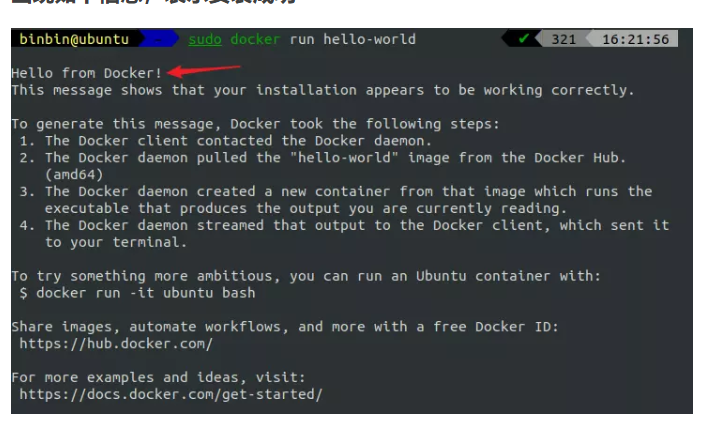 binbin@ubuntu ~ sudo docker run hello-world ✔ 321 16:21:56
Hello from Docker!
This message shows that your installation appears to be working correctly.
To generate this message, Docker took the following steps:
1. The Docker client contacted the Docker daemon.
2. The Docker daemon pulled the "hello-world" image from the Docker Hub.
(amd64)
3. The Docker daemon created a new container from that image which runs the
executable that produces the output you are currently reading.
4. The Docker daemon streamed that output to the Docker client, which sent it
to your terminal.
To try something more ambitious, you can run an Ubuntu container with:
$ docker run -it ubuntu bash
Share images, automate workflows, and more with a free Docker ID:
https://hub.docker.com/
For more examples and ideas, visit:
https://docs.docker.com/get-started/